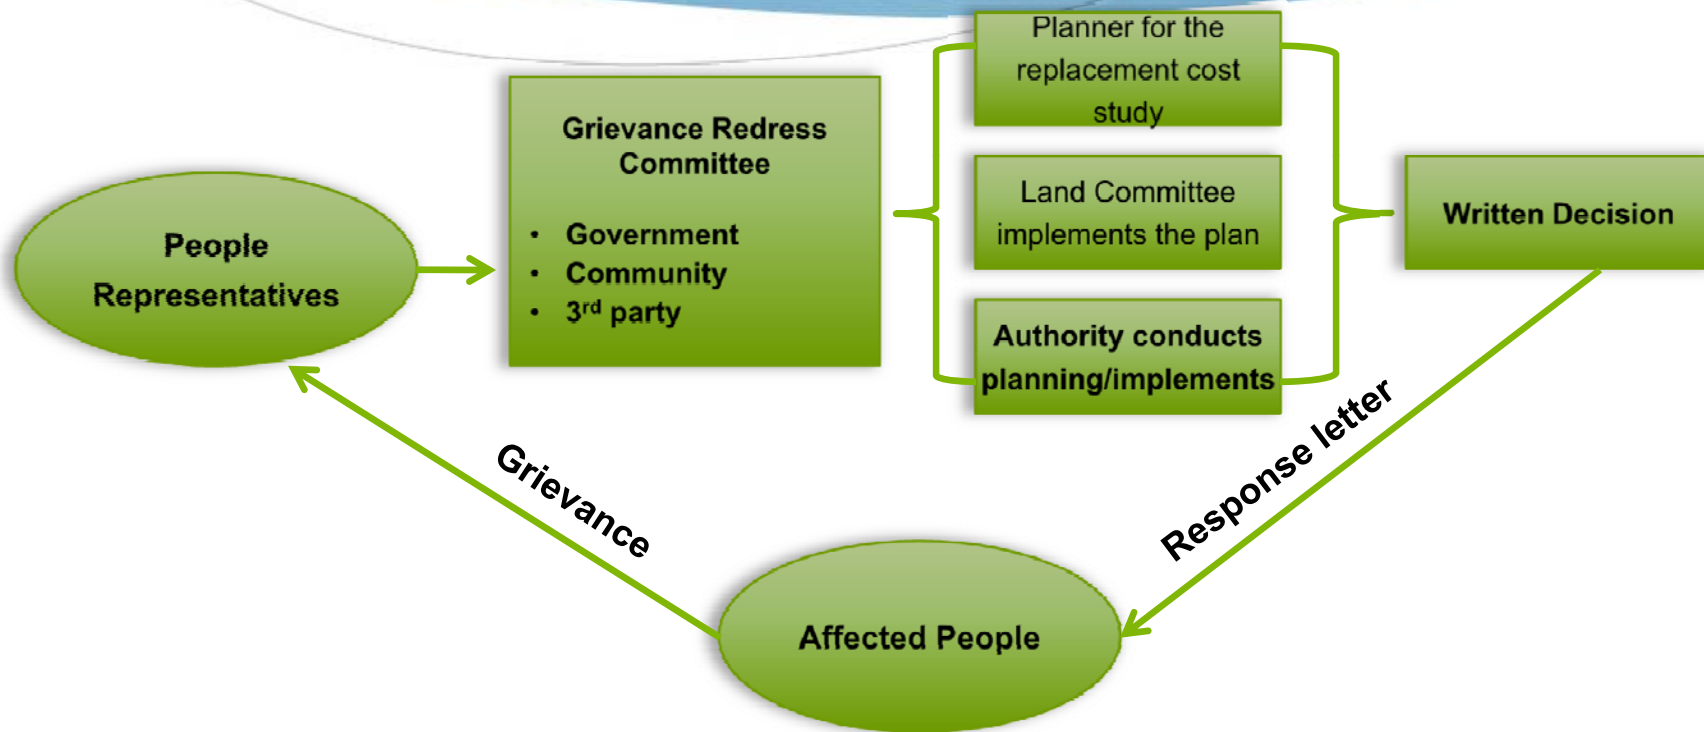 People
Representatives
Grievance Redress
Committee
• Government
• Community
• 3rd party
Planner for the
replacement cost
study
Land Committee
implements the plan
Authority conducts
planning/implements
Written Decision
Response letter
Affected People
Grievance